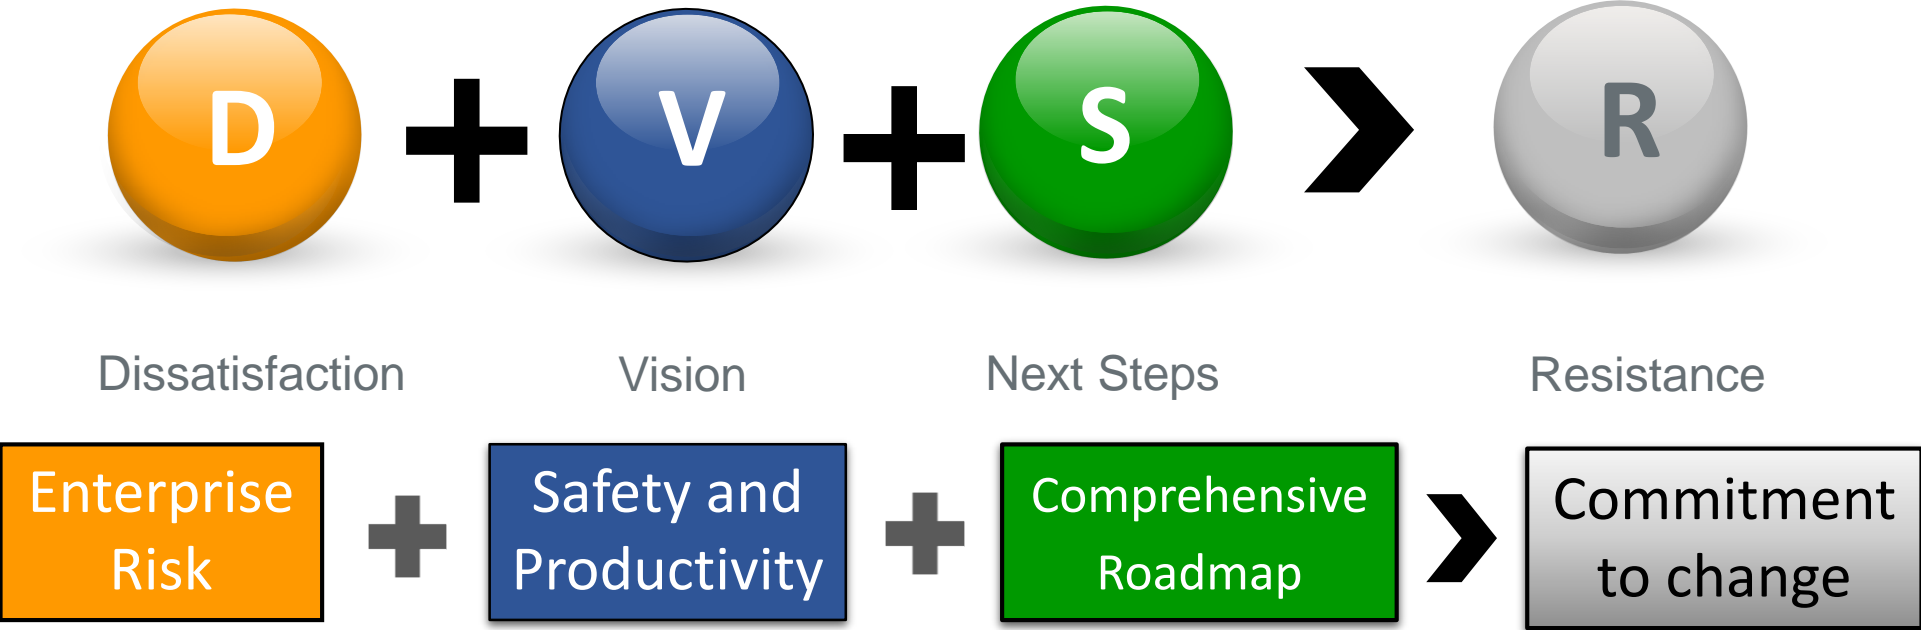 D V S R
Dissatisfaction Vision Next Steps Resistance
Enterprise
Risk
Safety and
Productivity
Comprehensive
Roadmap
Commitment
to change